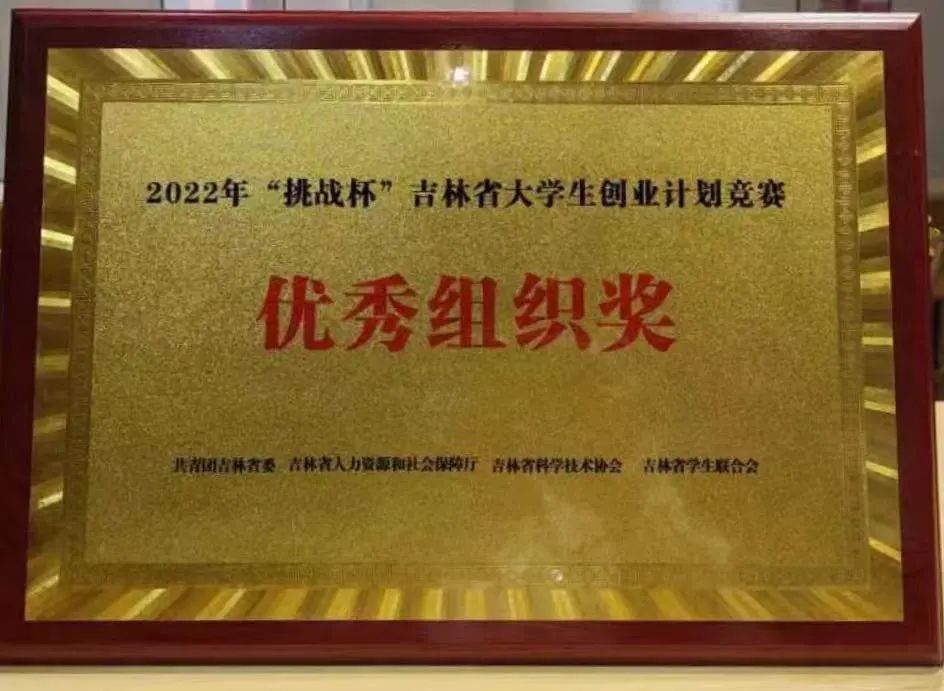 2022年“挑战杯”吉林省大学生创业计划竞赛
优秀组织奖
共青团吉林省委 吉林省人力资源和社会保障厅 吉林省科学技术协会 吉林省学生联合会